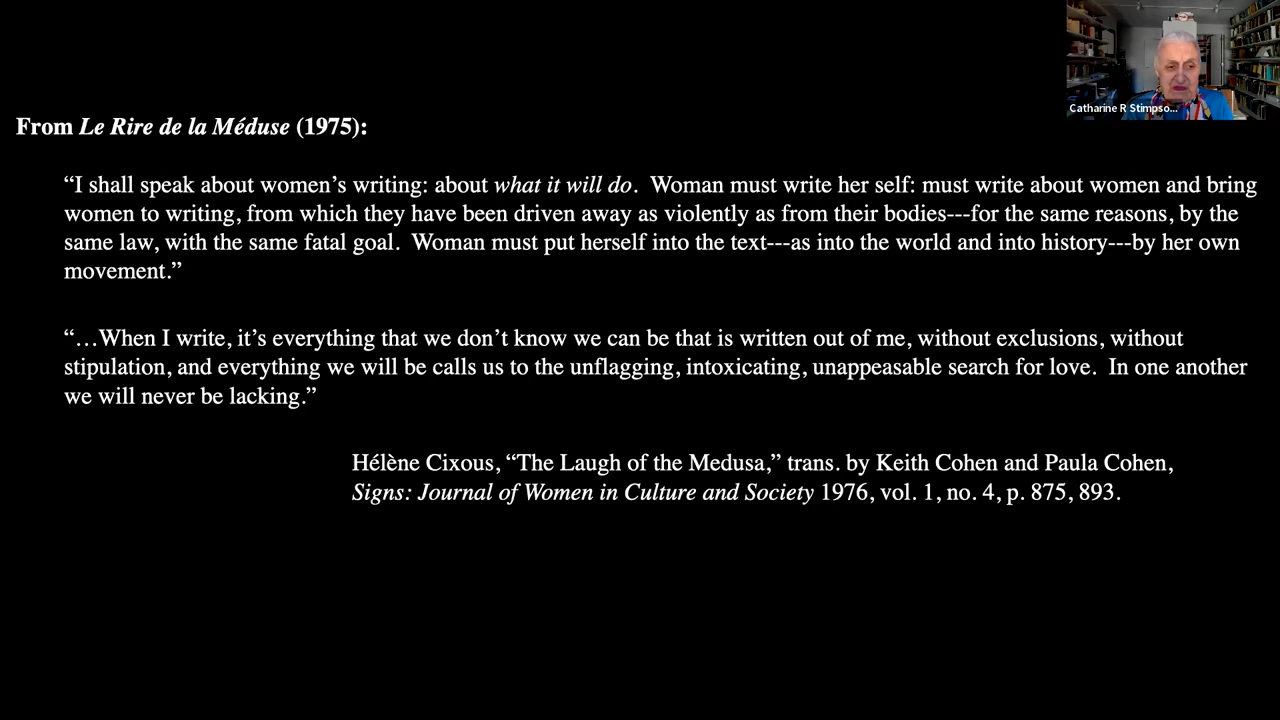 Catharine R Stimpso...
From Le Rire de la Méduse (1975):
“I shall speak about women’s writing: about what it will do.  Woman must write her self: must write about women and bring
women to writing, from which they have been driven away as violently as from their bodies---for the same reasons, by the
same law, with the same fatal goal.  Woman must put herself into the text---as into the world and into history---by her own
movement.”
“…When I write, it’s everything that we don’t know we can be that is written out of me, without exclusions, without
stipulation, and everything we will be calls us to the unflagging, intoxicating, unappeasable search for love.  In one another
we will never be lacking.”
Hélène Cixous, “The Laugh of the Medusa,” trans. by Keith Cohen and Paula Cohen,
Signs: Journal of Women in Culture and Society 1976, vol. 1, no. 4, p. 875, 893.